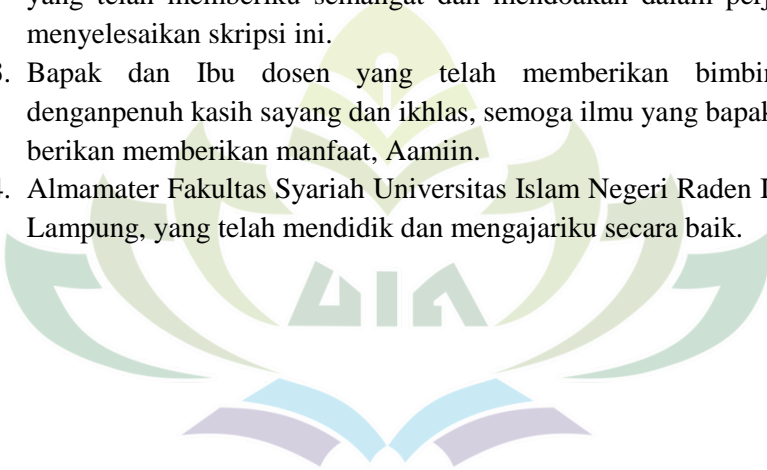 yang telah memberiku semangat dan mendoakan dalam
menyelesaikan skripsi ini.
3. Bapak dan Ibu dosen yang telah memberikan
denganpenuh kasih sayang dan ikhlas, semoga ilmu yang bapak
berikan memberikan manfaat, Aamiin.
4. Almamater Fakultas Syariah Universitas Islam Negeri Raden
Lampung, yang telah mendidik dan mengajariku secara baik.
UIN